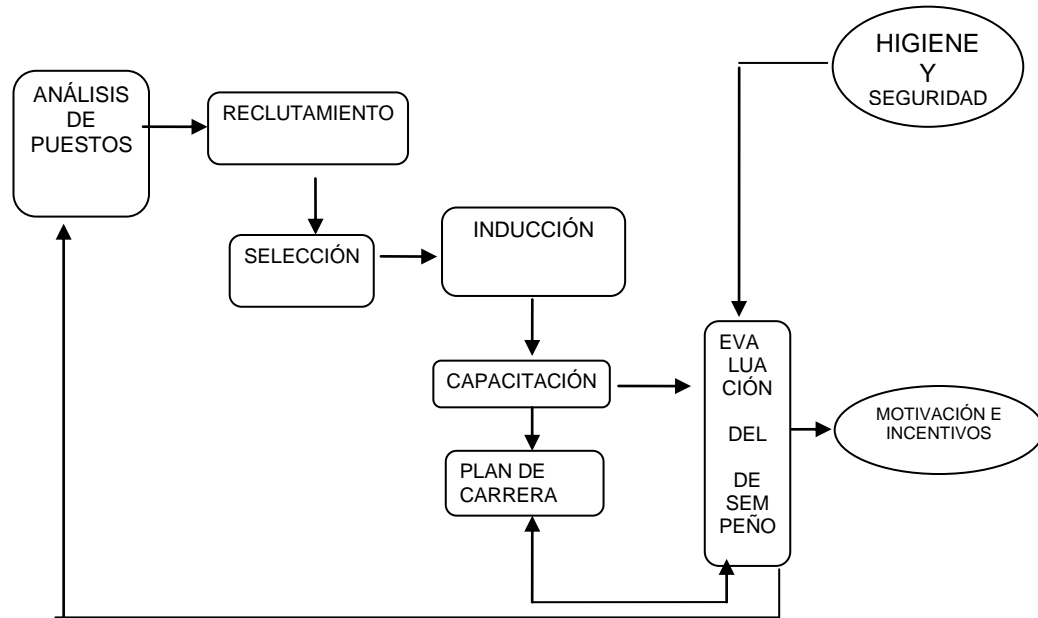 HIGIENE
Y
SEGURIDAD
ANÁLISIS
DE
PUESTOS
RECLUTAMIENTO
SELECCIÓN
INDUCCIÓN
CAPACITACIÓN
PLAN DE
CARRERA
EVA
LUA
CIÓN
DEL
DE
SEM
PEÑO
MOTIVACIÓN E
INCENTIVOS